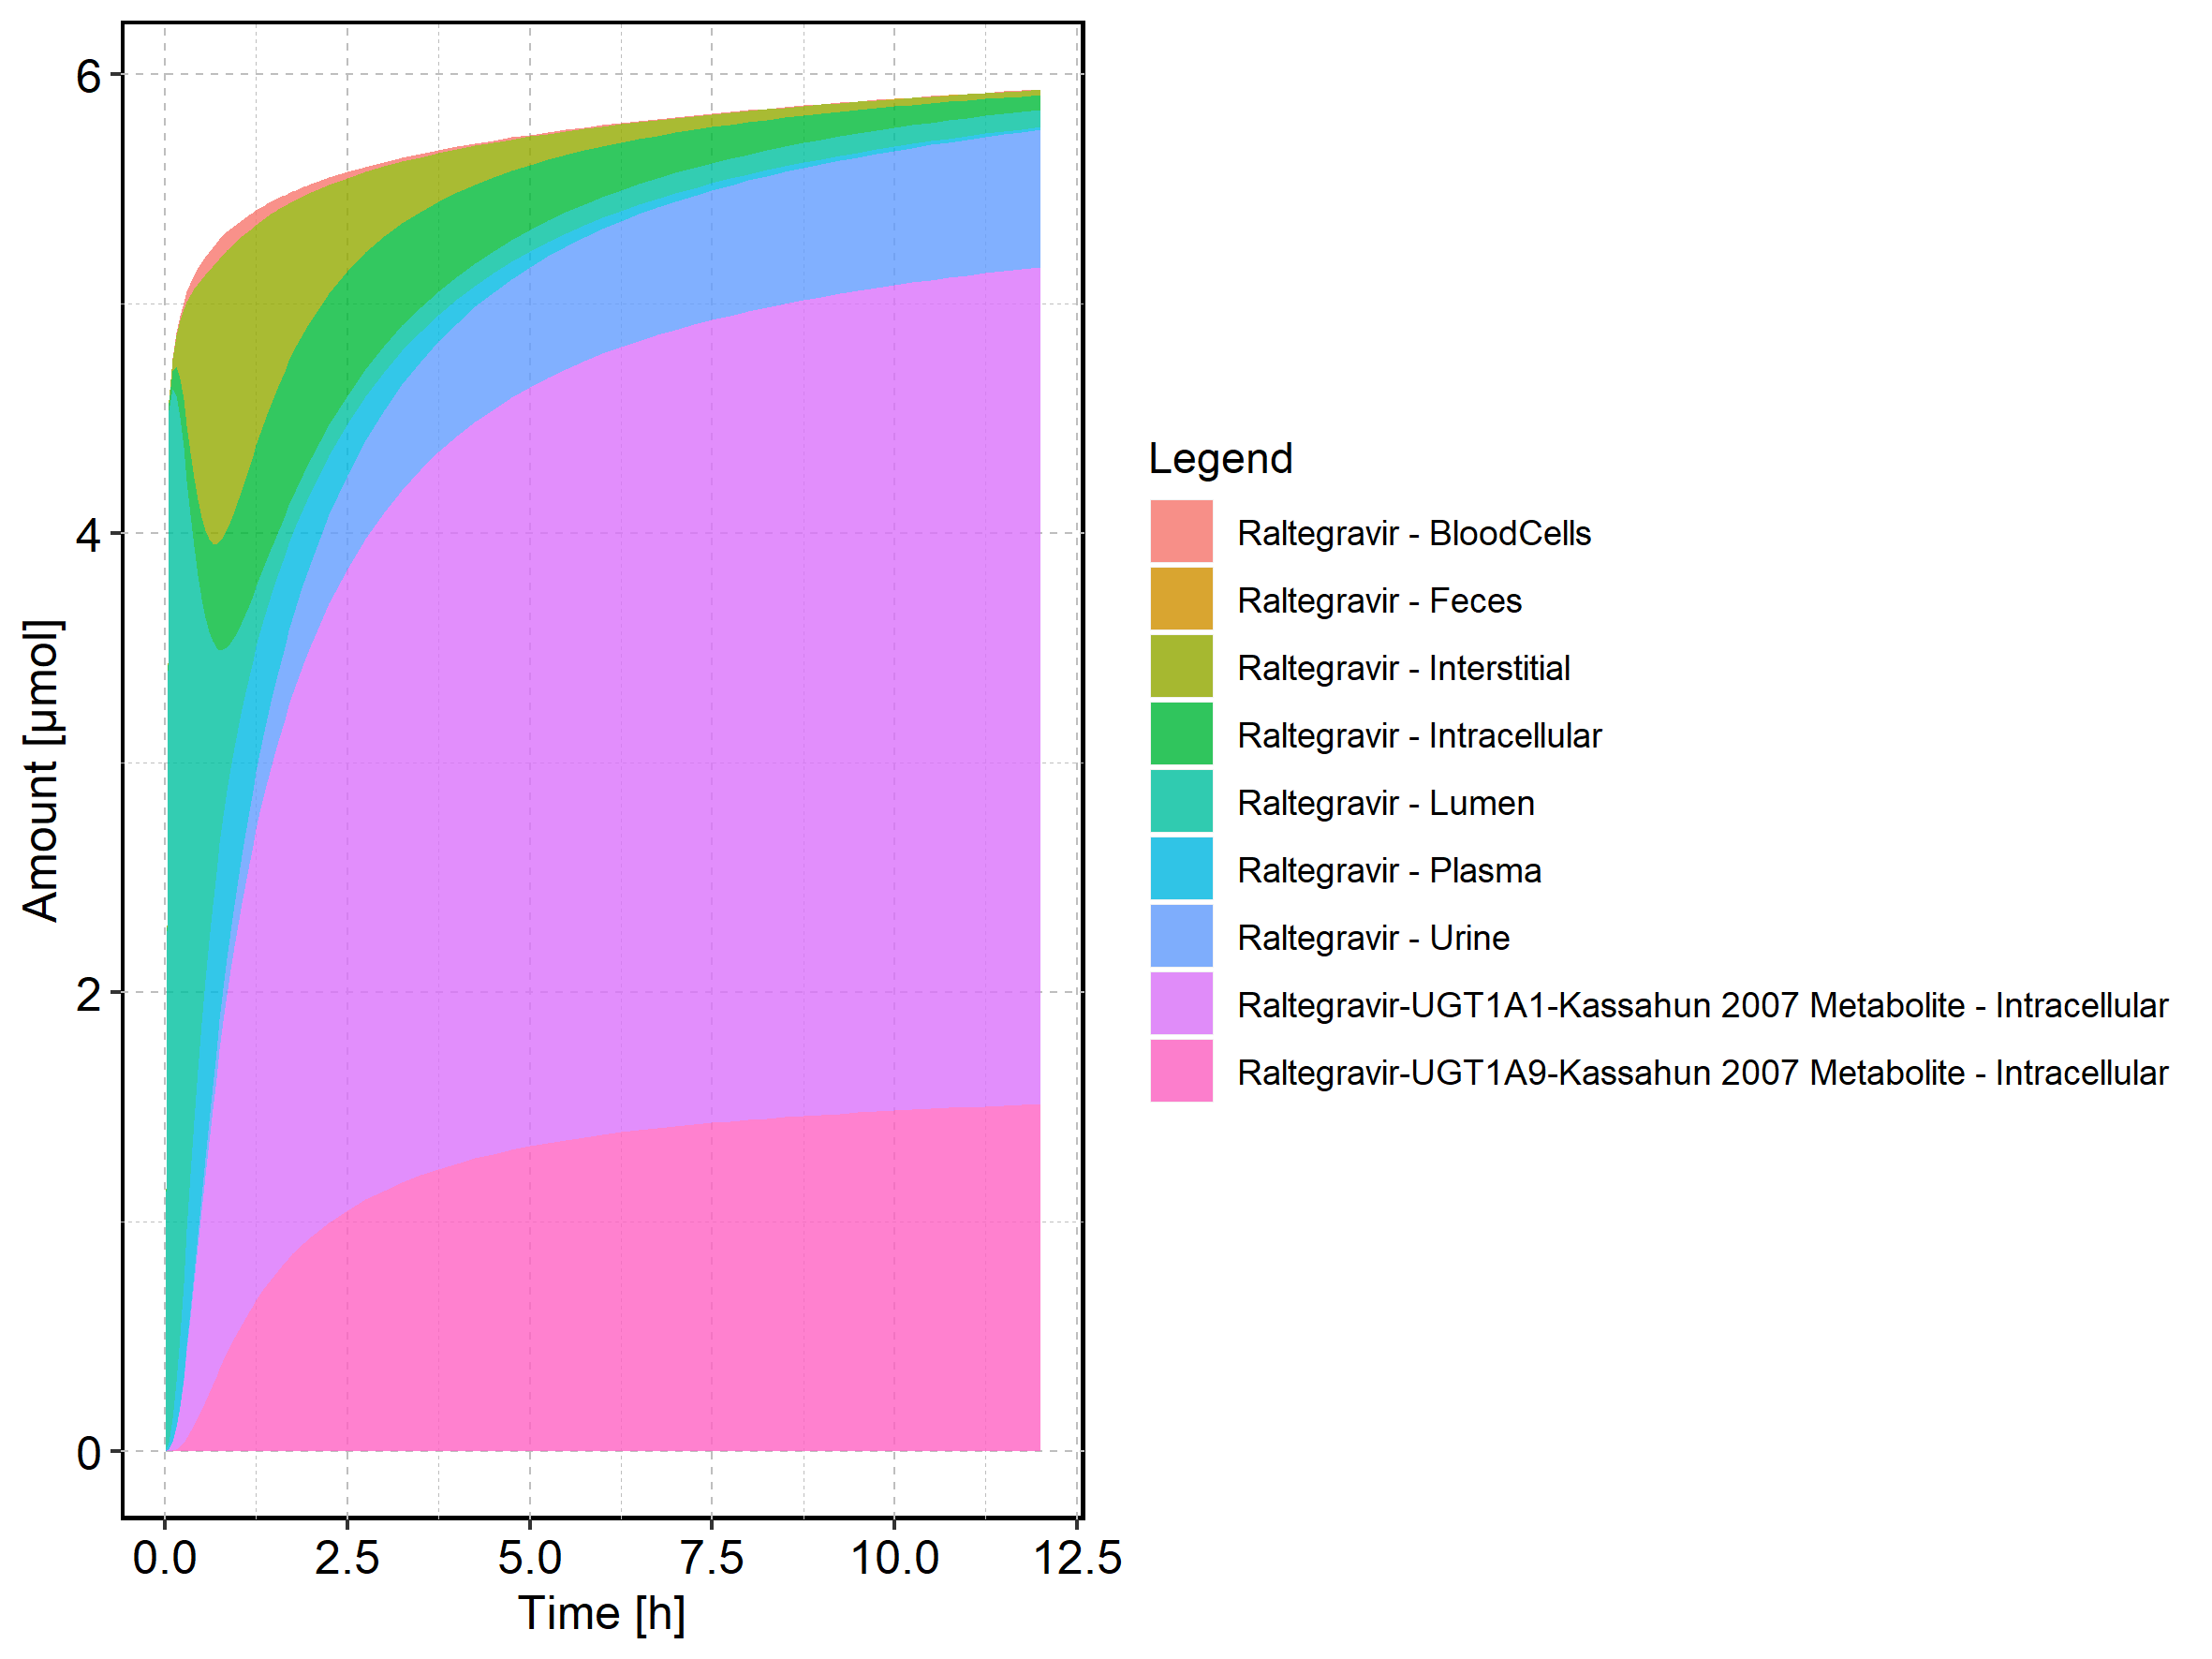 6
4
2
0
Amount [µmol]
0.0 2.5 5.0 7.5 10.0 12.5
Time [h]
Legend
Raltegravir - BloodCells
Raltegravir - Feces
Raltegravir - Interstitial
Raltegravir - Intracellular
Raltegravir - Lumen
Raltegravir - Plasma
Raltegravir - Urine
Raltegravir-UGT1A1-Kassahun 2007 Metabolite - Intracellular
Raltegravir-UGT1A9-Kassahun 2007 Metabolite - Intracellular